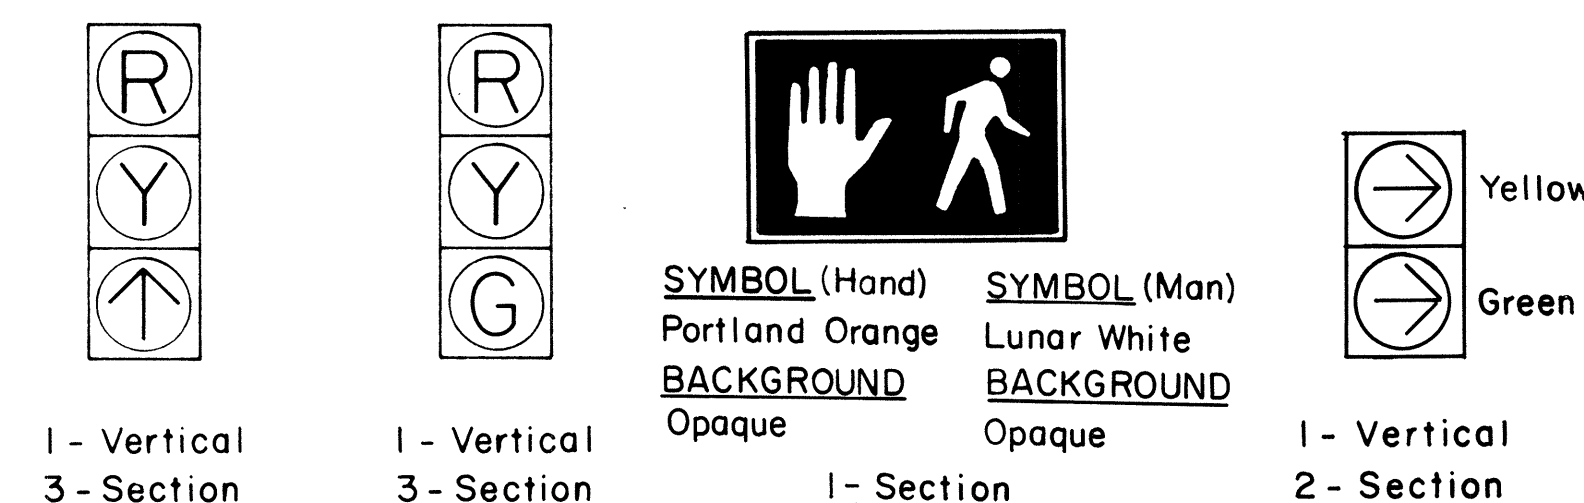 R
Y
1 - Vertical
3 - Section
R
Y
G
1 - Vertical
3 - Section
SYMBOL (Hand)
Portland Orange
BACKGROUND
Opaque
SYMBOL (Man)
Lunar White
BACKGROUND
Opaque
1 - Section
Yellow
Green
1 - Vertical
2 - Section